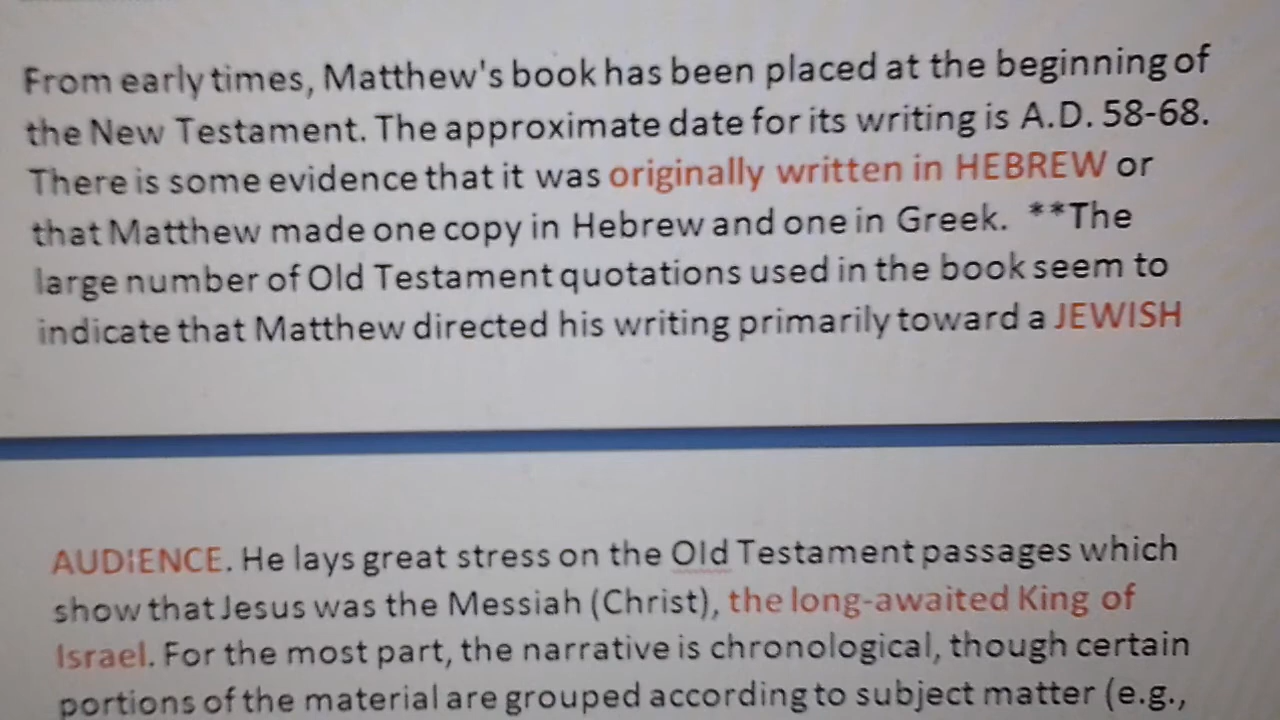 From early times, Matthew's book has been placed at the beginning of
the New Testament. The approximate date for its writing is A.D. 58-68.
There is some evidence that it was originally written in HEBREW or
that Matthew made one copy in Hebrew and one in Greek. **The
large number of Old Testament quotations used in the book seem to
indicate that Matthew directed his writing primarily toward a JEWISH
AUDIENCE. He lays great stress on the Old Testament passages which
show that Jesus was the Messiah (Christ), the long-awaited King of
Israel. For the most part, the narrative is chronological, though certain
portions of the material are grouped according to subject matter (e.g.,